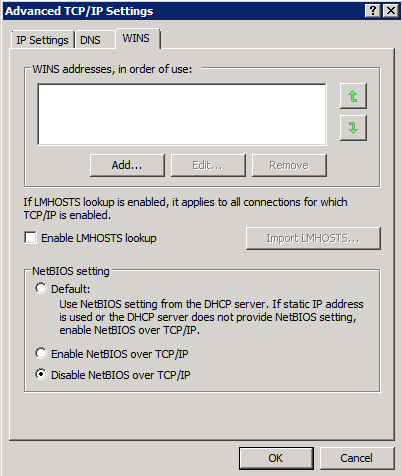 Advanced TCP/IP Settings
IP Settings DNS WINS
WINS addresses, in order of use:
Add... Edit... Remove
If LMHOSTS lookup is enabled, it applies to all connections for which
TCP/IP is enabled.
Enable LMHOSTS lookup Import LMHOSTS...
NetBIOS setting
Default:
Use NetBIOS setting from the DHCP server. If static IP address
is used or the DHCP server does not provide NetBIOS setting,
enable NetBIOS over TCP/IP.
Enable NetBIOS over TCP/IP
Disable NetBIOS over TCP/IP
OK Cancel